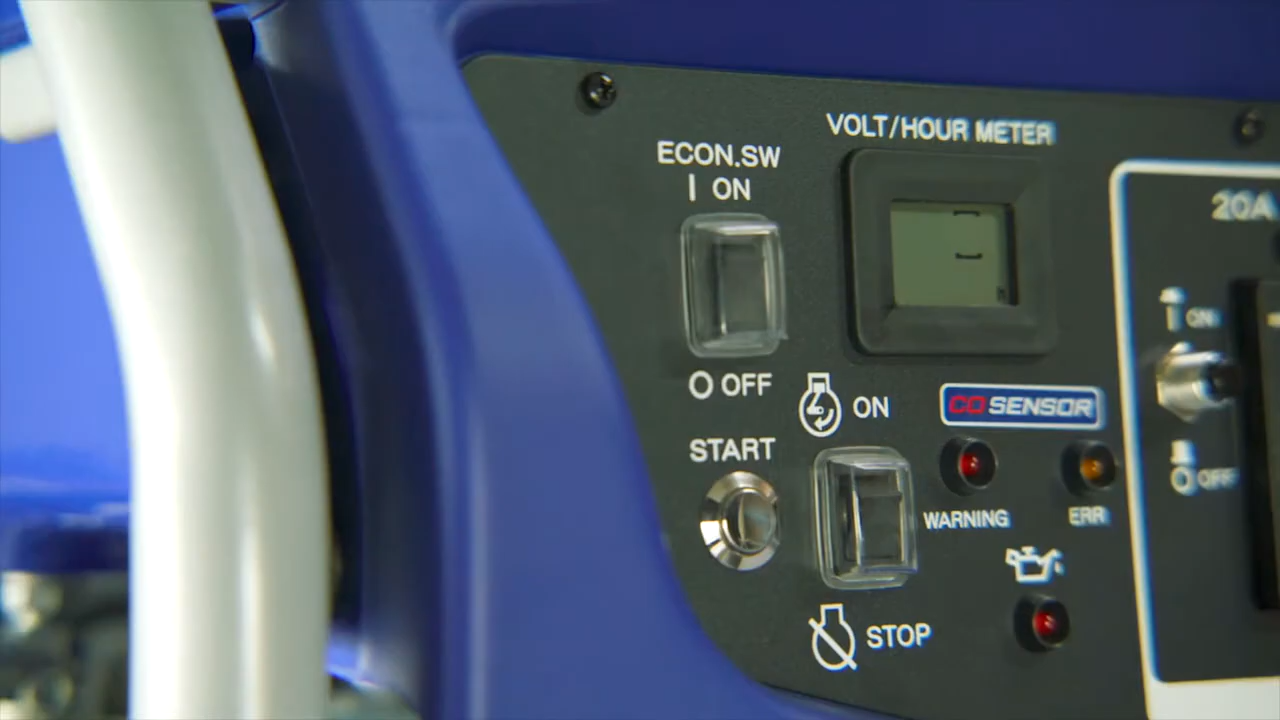 VOLT/HOUR METER
ECON.SW
| ON
OFF
ON
START
CO SENSOR
WARNING
ERR
STOP
20A
ON
OFF